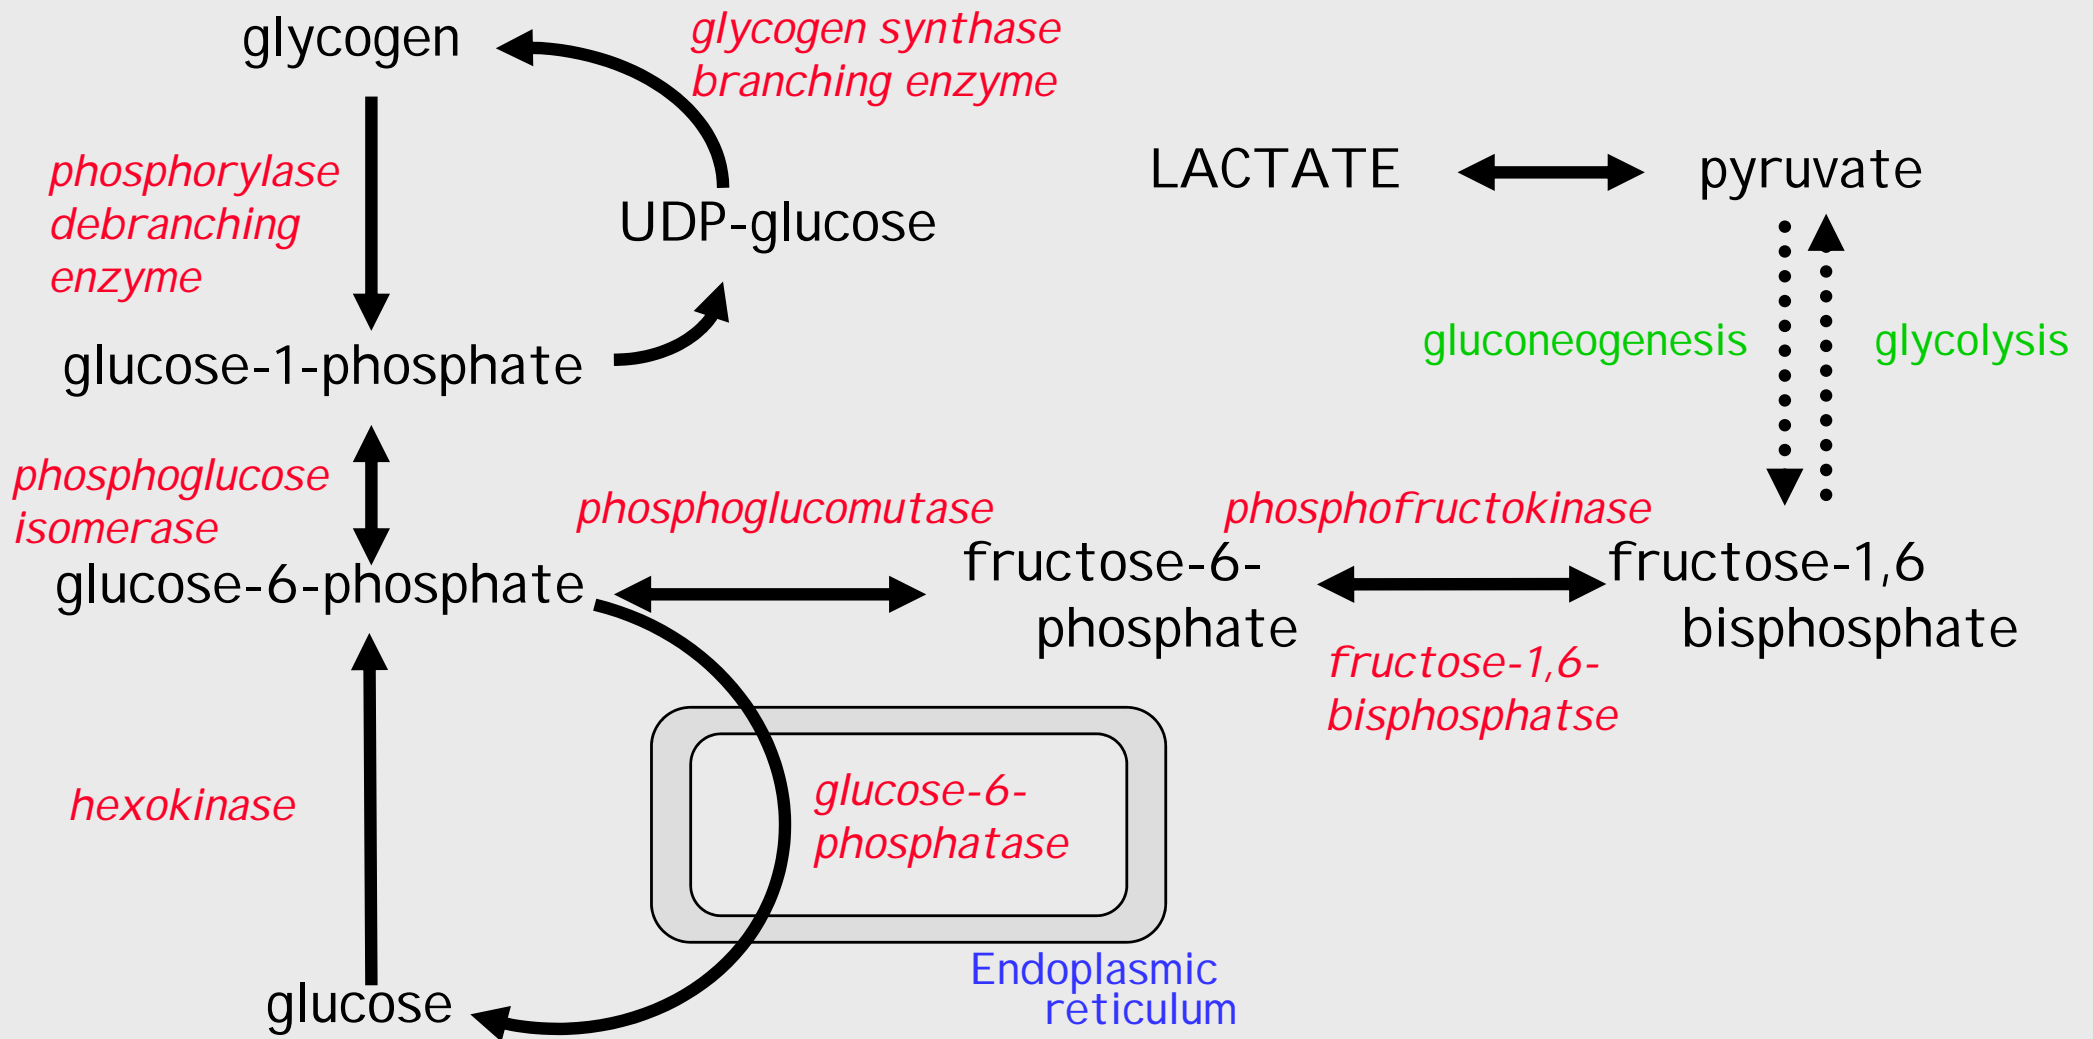 glycogen
glycogen synthase
branching enzyme
phosphorylase
debranching
enzyme
UDP-glucose
LACTATE
pyruvate
glucose-1-phosphate
gluconeogenesis
glycolysis
phosphoglucose
isomerase
phosphoglucomutase
phosphofructokinase
glucose-6-phosphate
fructose-6-
phosphate
fructose-1,6
bisphosphate
fructose-1,6-
bisphosphatse
hexokinase
glucose-6-
phosphatase
Endoplasmic
reticulum
glucose